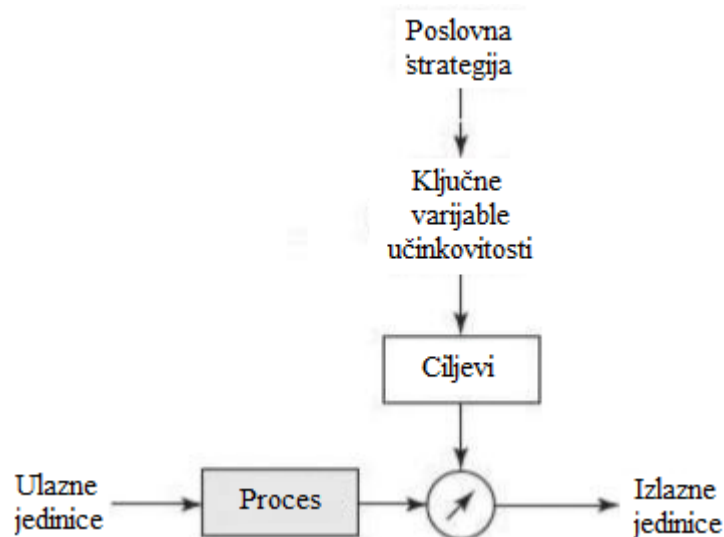 Poslovna
strategija
Ključne
varijable
učinkovitosti
Ciljevi
Ulazne
jedinice
Proces
Izlazne
jedinice